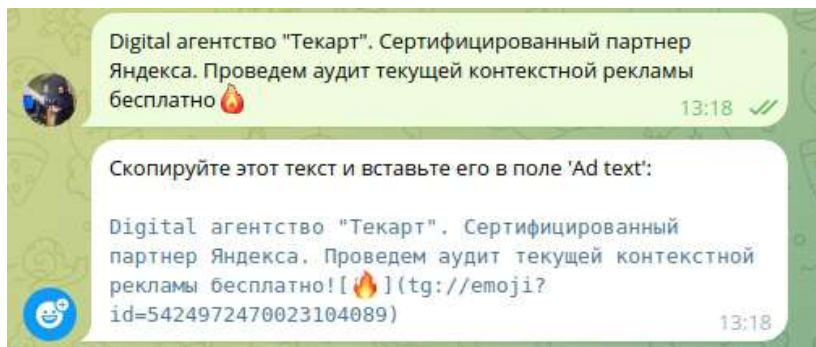 Digital агентство "Текарт". Сертифицированный партнер
Яндекса. Проведем аудит текущей контекстной рекламы
бесплатно🔥
13:18
Скопируйте этот текст и вставьте его в поле 'Ad text':
Digital агентство "Текарт". Сертифицированный
партнер Яндекса. Проведем аудит текущей контекстной
рекламы бесплатно![🔥](tg://emoji?
id=5424972470023104089)
13:18